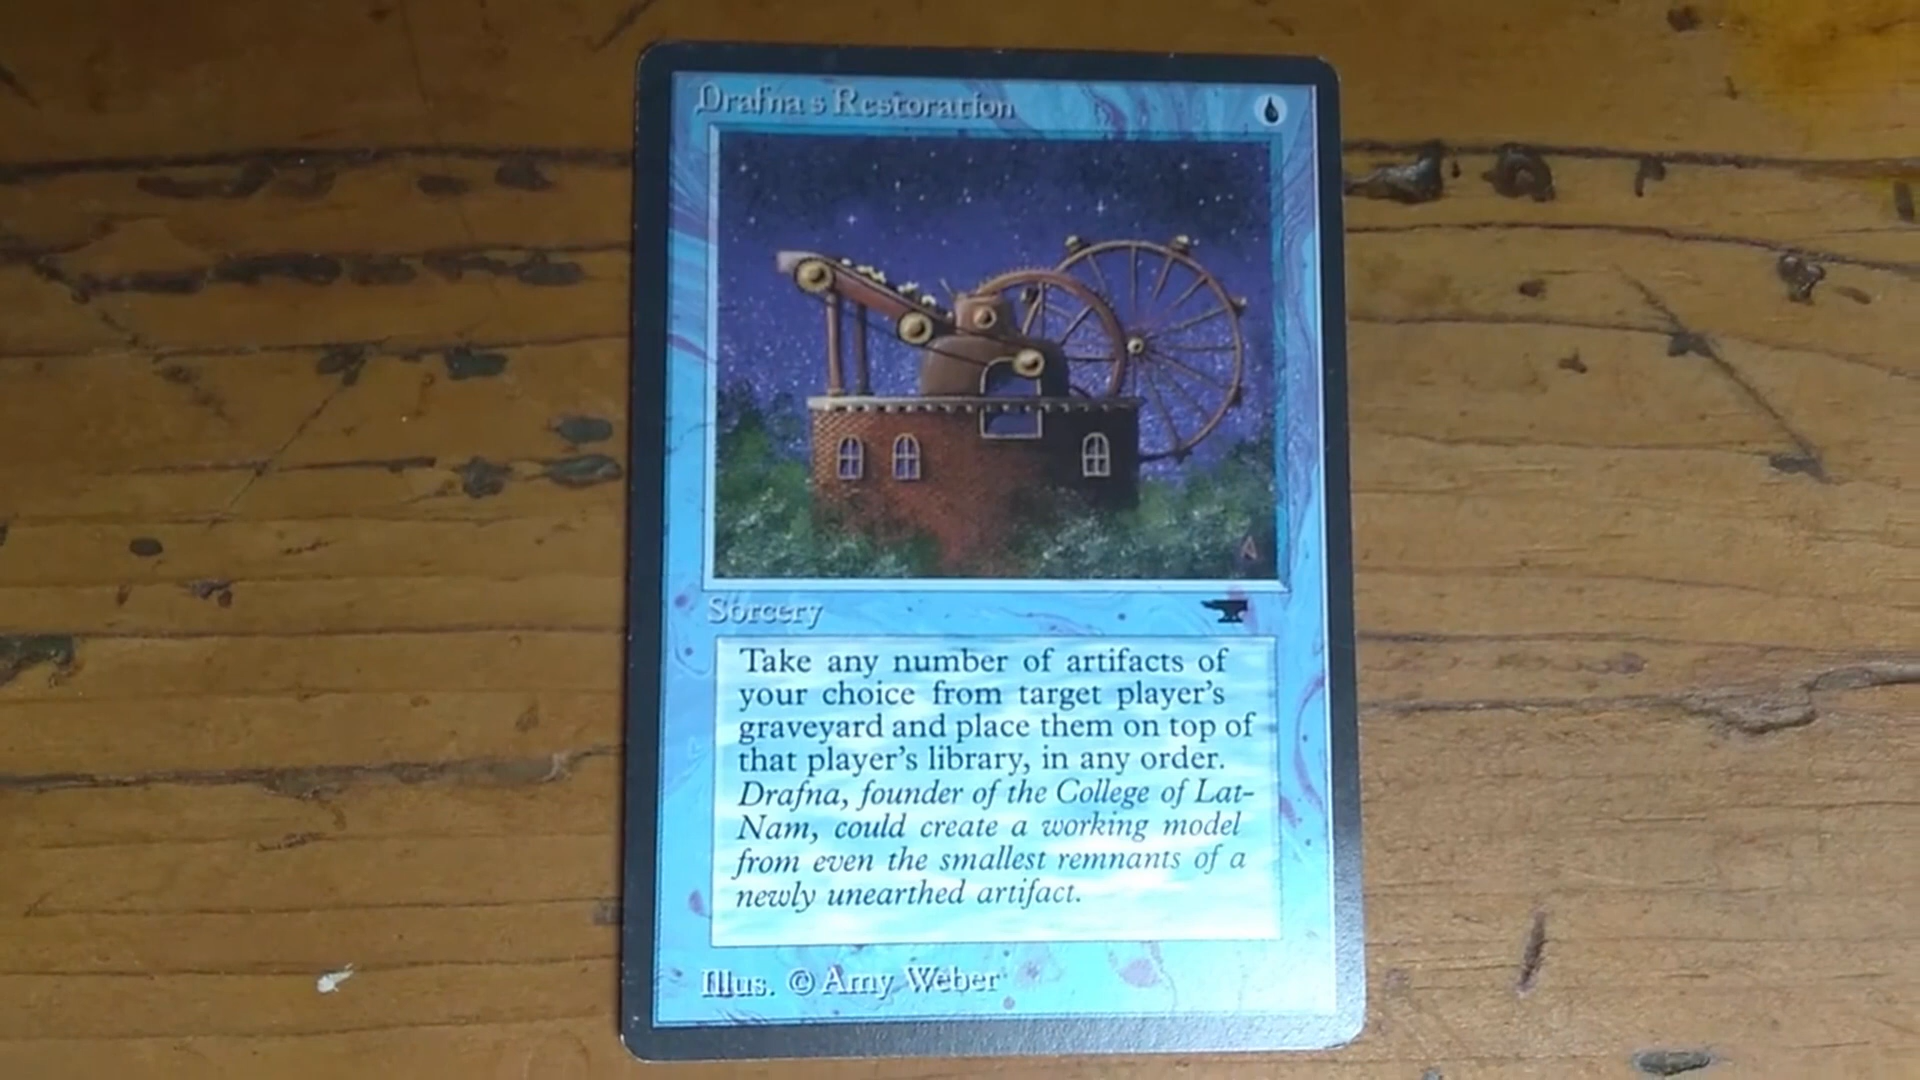 Drafna's Restoration
Sorcery
Take any number of artifacts of
your choice from target player's
graveyard and place them on top of
that player's library, in any order.
Drafna, founder of the College of Lat-
Nam, could create a working model
from even the smallest remnants of a
newly unearthed artifact.
Illus. © Amy Weber